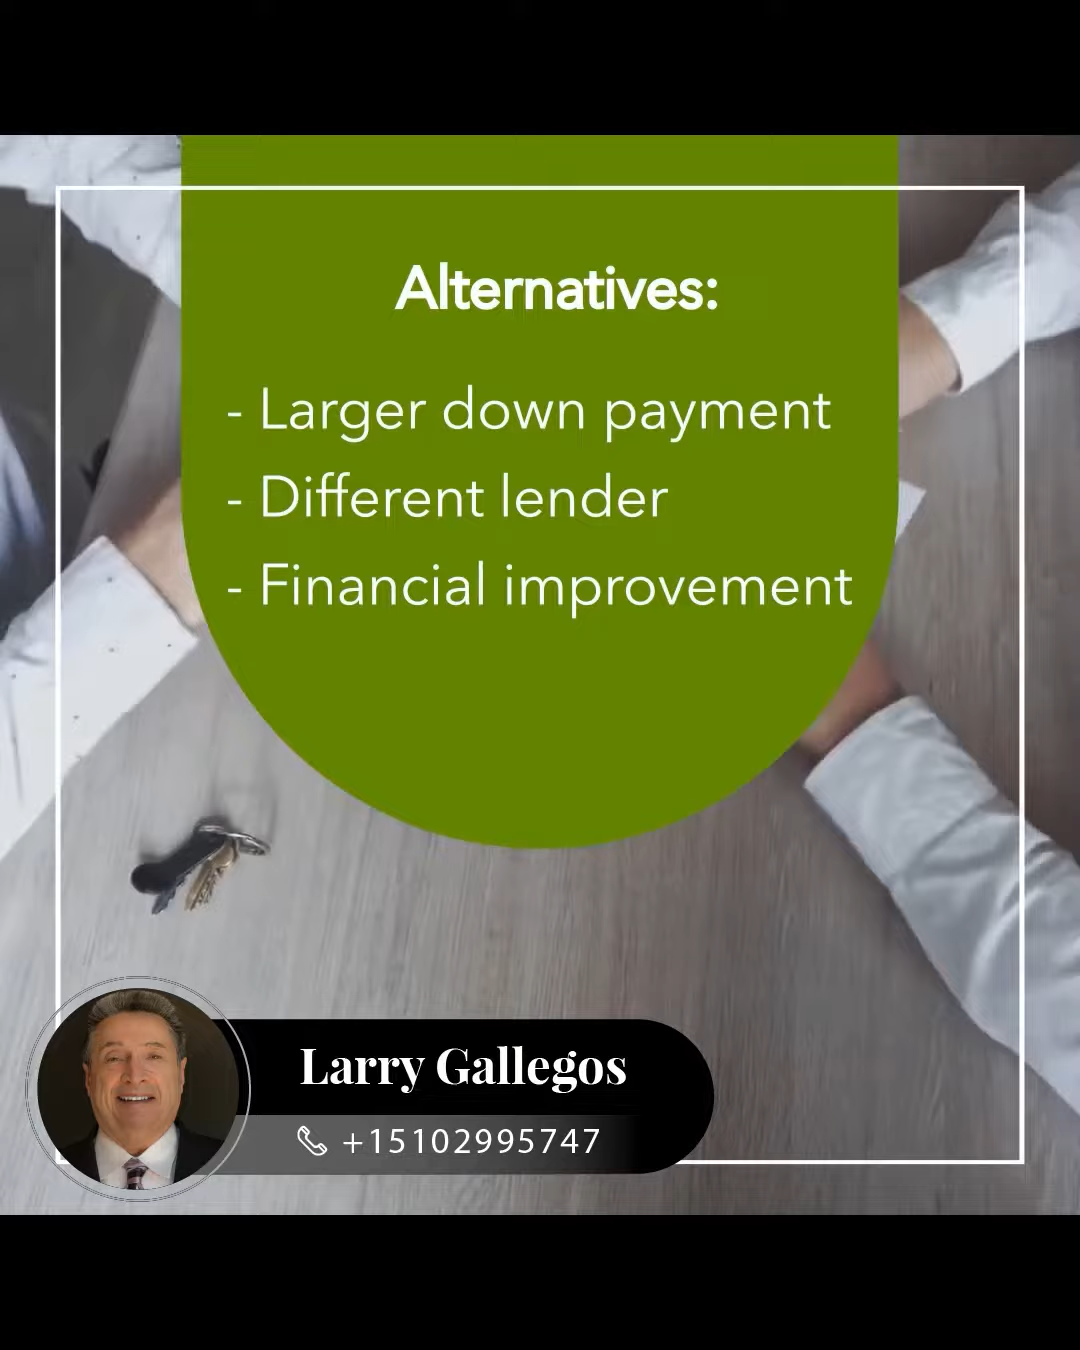 Alternatives:
- Larger down payment
- Different lender
- Financial improvement
Larry Gallegos
+15102995747